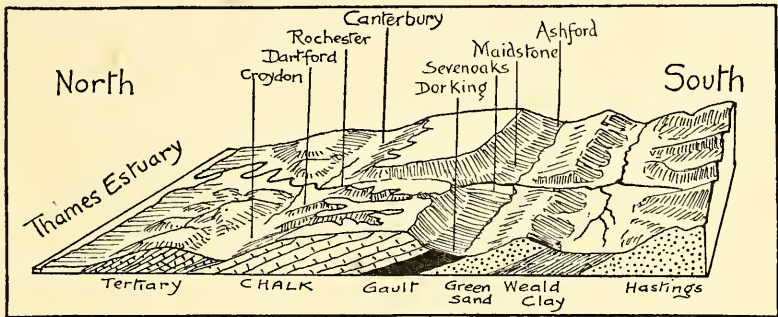 Canterbury
Rochester
Dartford
Croydon
Ashford
Maidstone
Sevenoaks
Dorking
North
South
Thames Estuary
Tertiary
CHALK
Gault
Green
Sand
Weald
Clay
Hastings